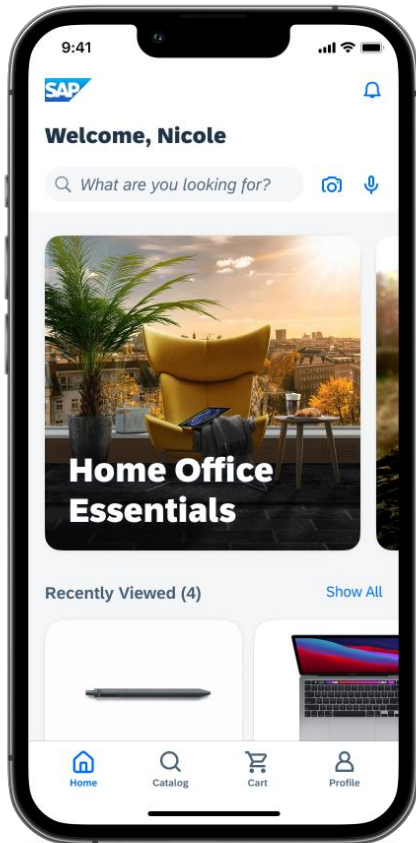 9:41
SAP
Welcome, Nicole
What are you looking for?
Home Office
Essentials
Recently Viewed (4)
Show All
Home
Catalog
Cart
Profile